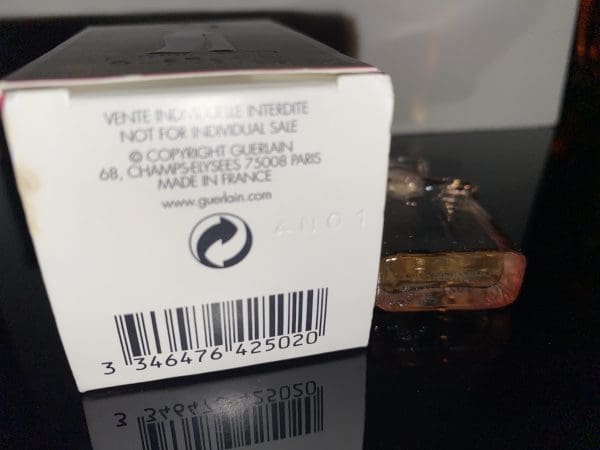 VENTE INDIVIDUELLE INTERDITE
NOT FOR INDIVIDUAL SALE
© COPYRIGHT GUERLAIN
68, CHAMPS-ELYSEES 75008 PARIS
MADE IN FRANCE
www.guerlain.com
4N01
3 346476 425020